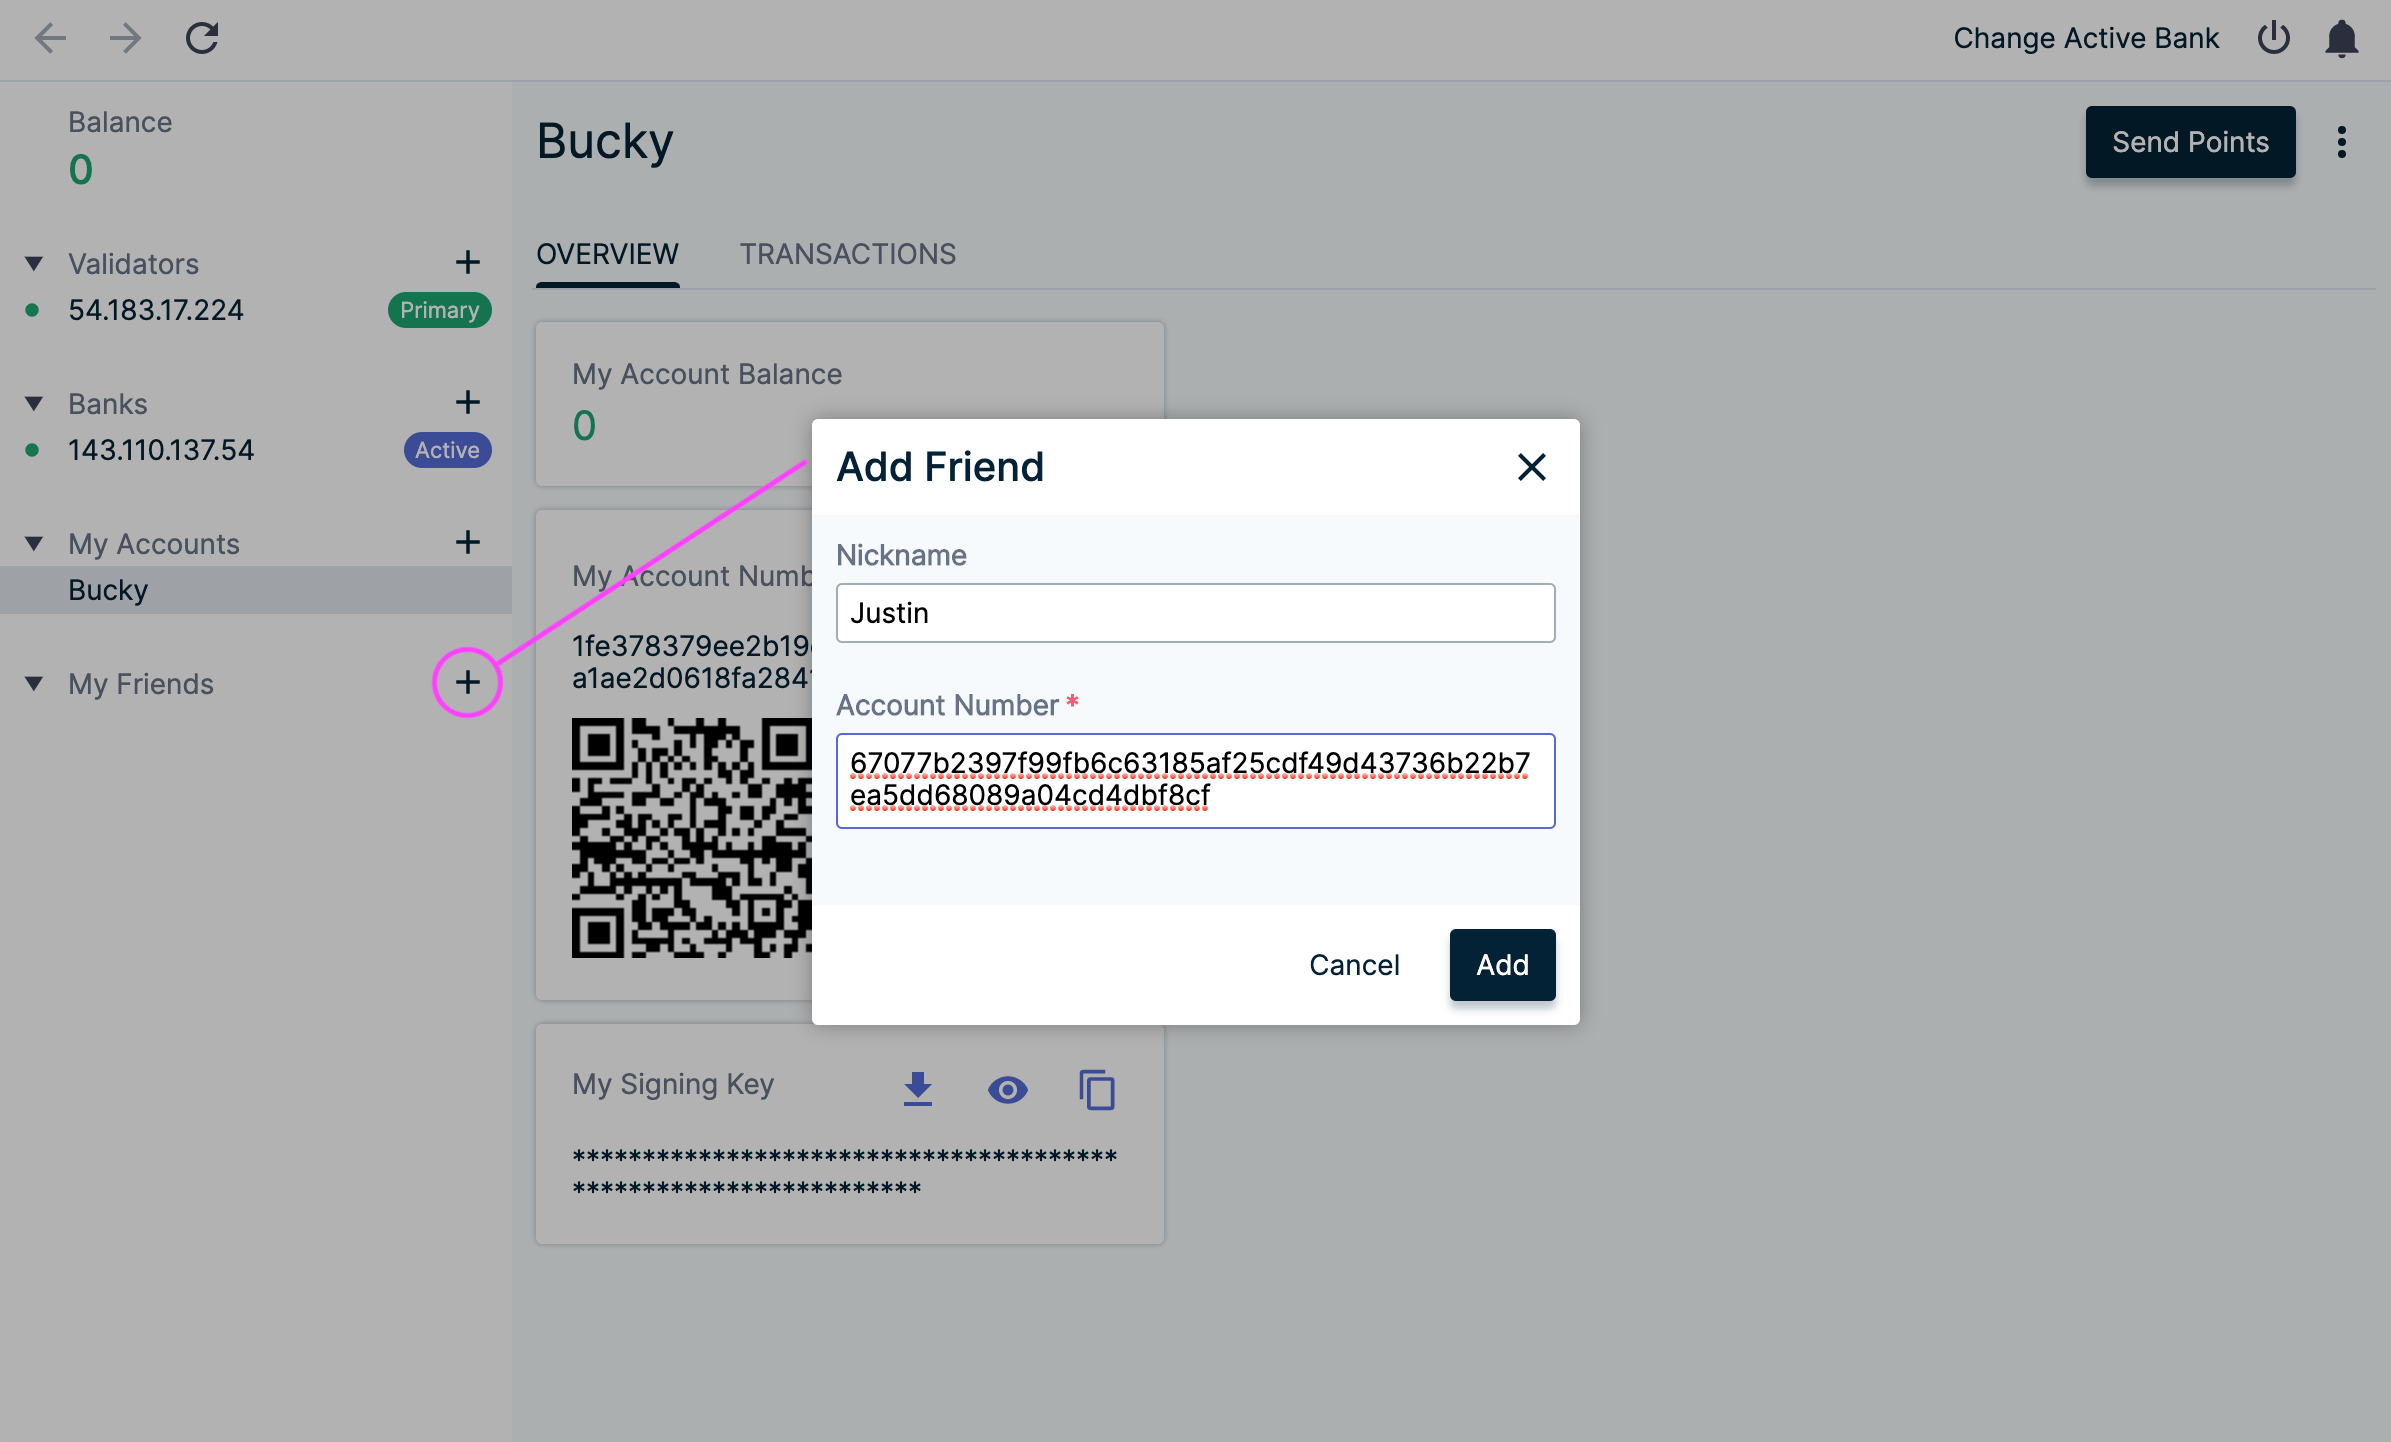 Change Active Bank
Balance
0
Validators
54.183.17.224
Primary
Banks
143.110.137.54
Active
My Accounts
Bucky
My Friends
Bucky
Send Points
OVERVIEW
TRANSACTIONS
My Account Balance
0
My Account Numb
1fe378379ee2b19
a1ae2d0618fa284
My Signing Key
***************************************
*************************
Add Friend
Nickname
Justin
Account Number *
67077b2397f99fb6c63185af25cdf49d43736b22b7
ea5dd68089a04cd4dbf8cf
Cancel
Add